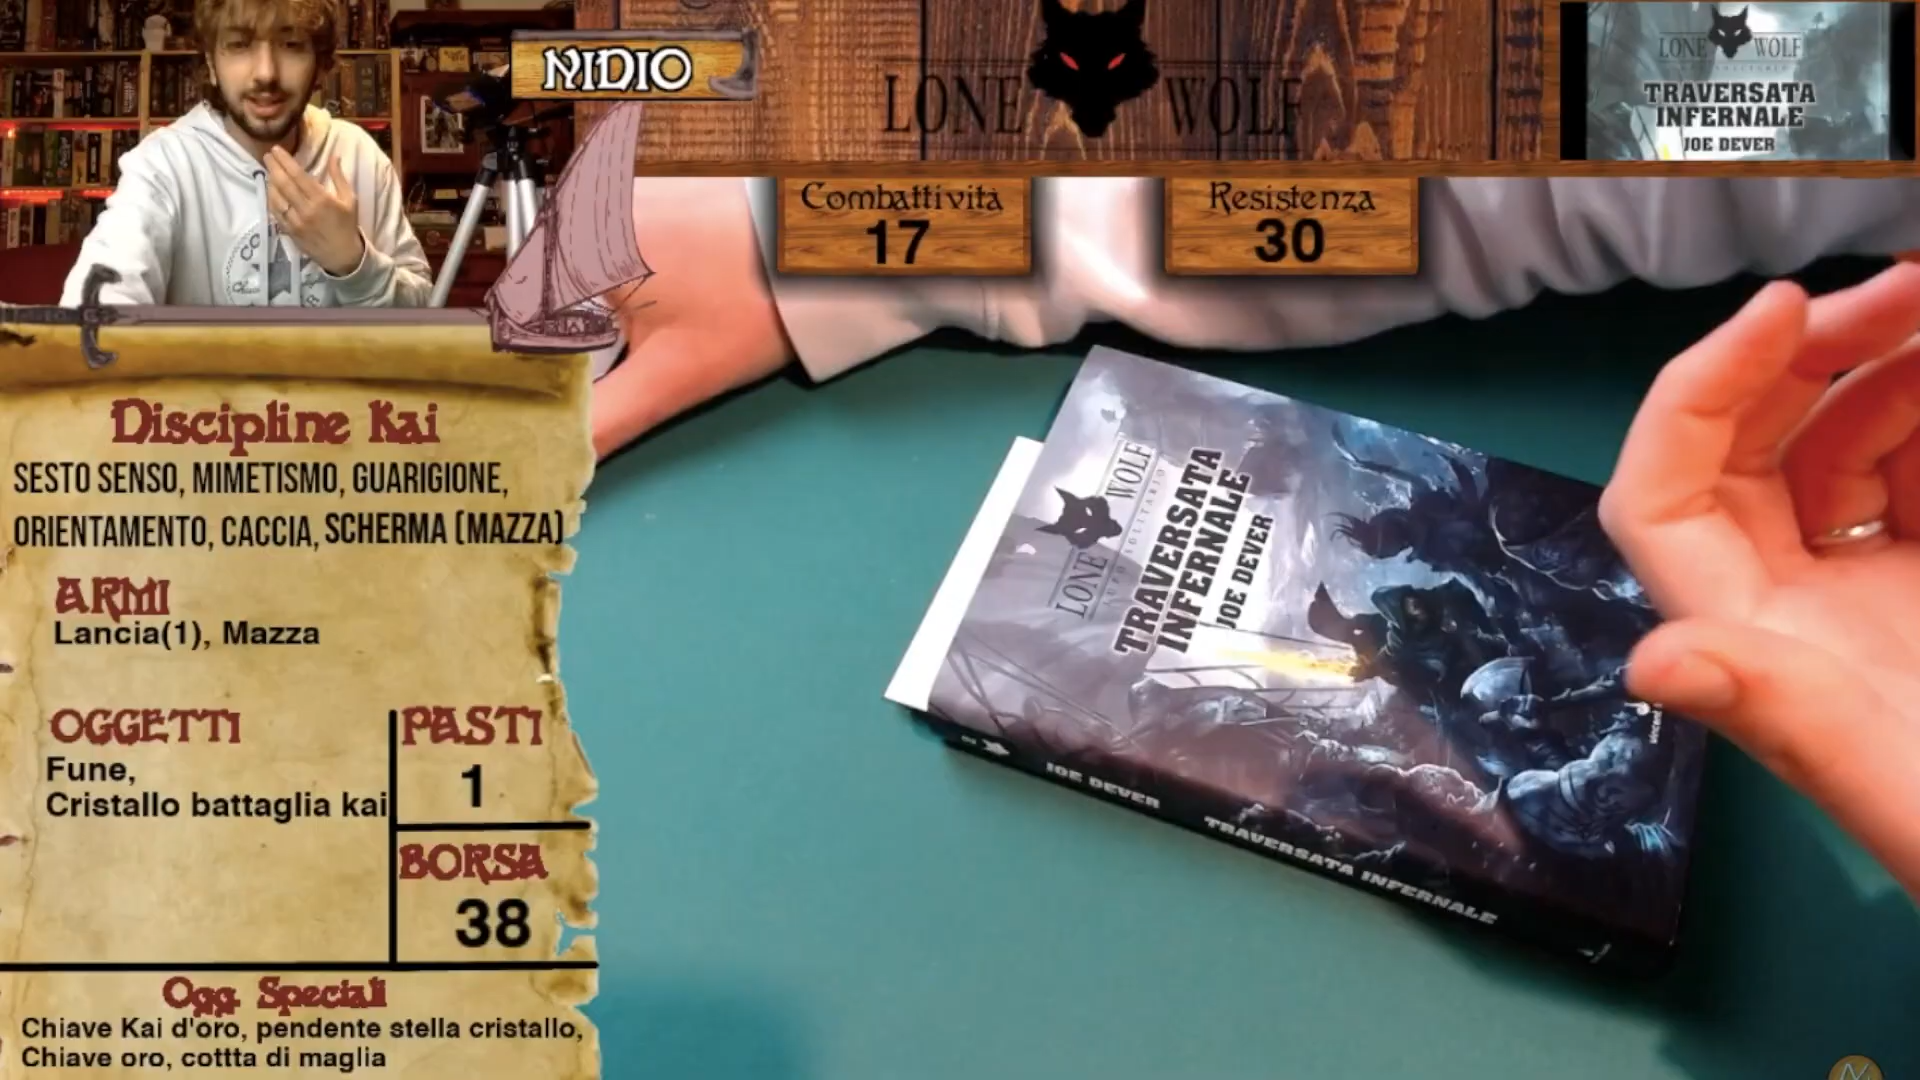 NIDIO
LONE WOLF
LONE WOLF
TRAVERSATA
INFERNALE
JOE DEVER
Combattività
17
Resistenza
30
Discipline Kai
SESTO SENSO, MIMETISMO, GUARIGIONE,
ORIENTAMENTO, CACCIA, SCHERMA (MAZZA)
ARMI
Lancia(1), Mazza
OGGETTI
Fune,
Cristallo battaglia kai
PASTI
1
BORSA
38
Ogg. Speciali
Chiave Kai d'oro, pendente stella cristallo,
Chiave oro, cottta di maglia
LONE WOLF
TRAVERSATA
INFERNALE
JOE DEVER
2 JOE DEVER TRAVERSATA INFERNALE